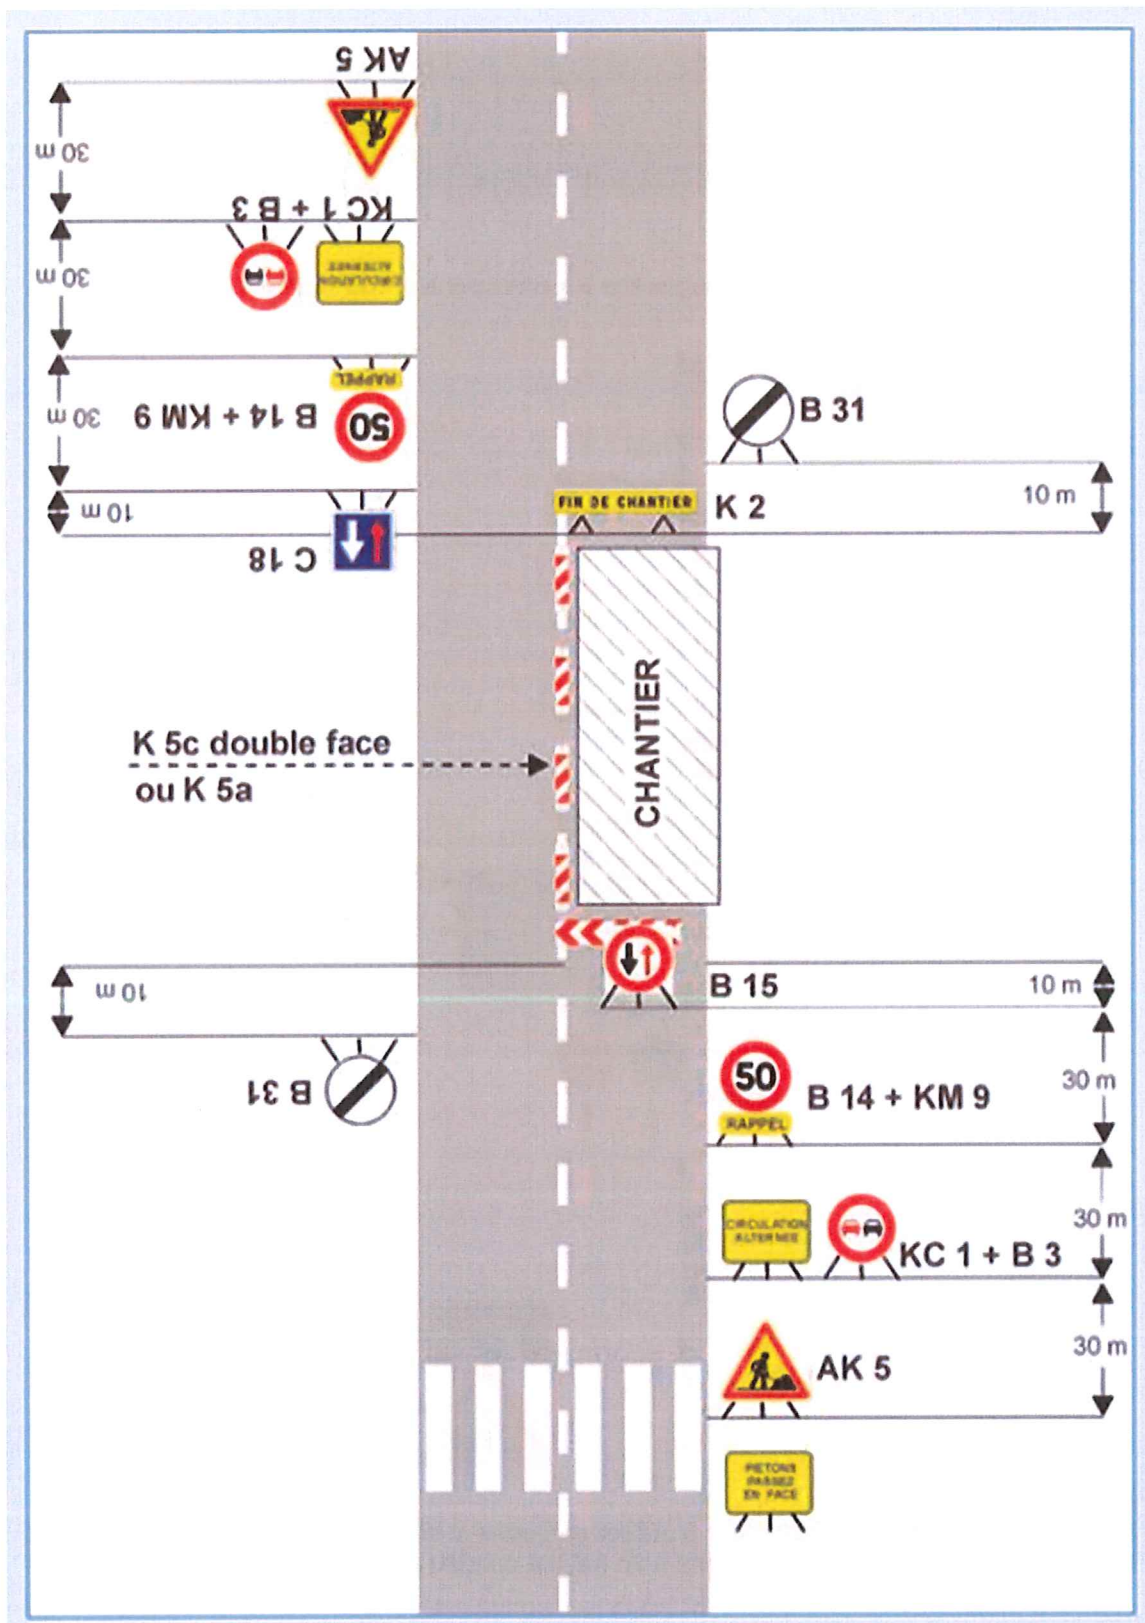 AK 5
30 m
KC 1 + B 3
CIRCULATION
ALTERNEE
30 m
RAPPEL
50
B 14 + KM 9
30 m
10 m
C 18
B 31
10 m
FIN DE CHANTIER
K 2
CHANTIER
K 5c double face
ou K 5a
10 m
B 31
B 15
10 m
50
RAPPEL
B 14 + KM 9
30 m
CIRCULATION
ALTERNEE
KC 1 + B 3
30 m
AK 5
30 m
PIETONS
PASSEZ
EN FACE